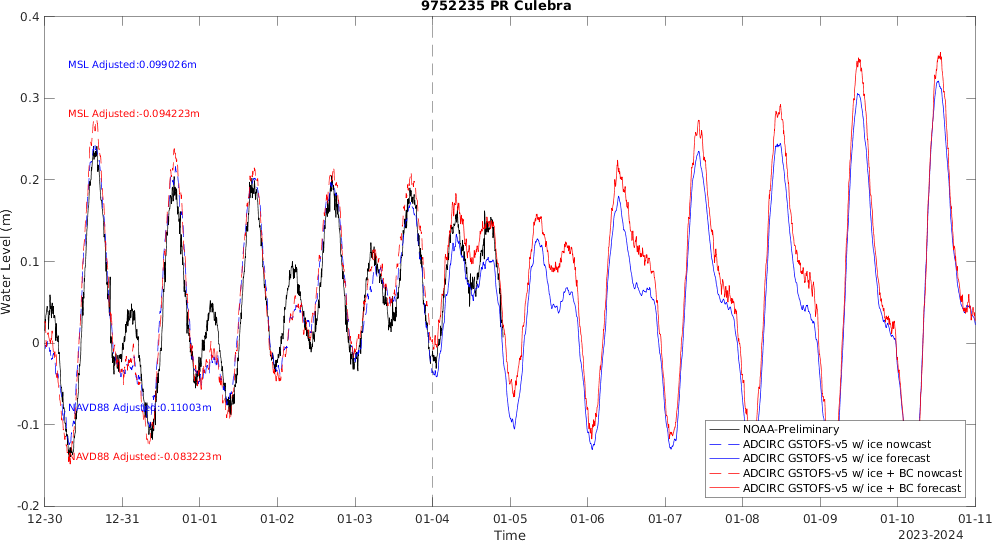 9752235 PR Culebra
0.4
0.3
0.2
0.1
0
-0.1
-0.2
Water Level (m)
MSL Adjusted:0.099026m
MSL Adjusted:-0.094223m
NAVD88 Adjusted:0.11003m
NAVD88 Adjusted:-0.083223m
NOAA-Preliminary
ADCIRC GSTOFS-v5 w/ ice nowcast
ADCIRC GSTOFS-v5 w/ ice forecast
ADCIRC GSTOFS-v5 w/ ice + BC nowcast
ADCIRC GSTOFS-v5 w/ ice + BC forecast
12-30 12-31 01-01 01-02 01-03 01-04 01-05 01-06 01-07 01-08 01-09 01-10 01-11
Time
2023-2024